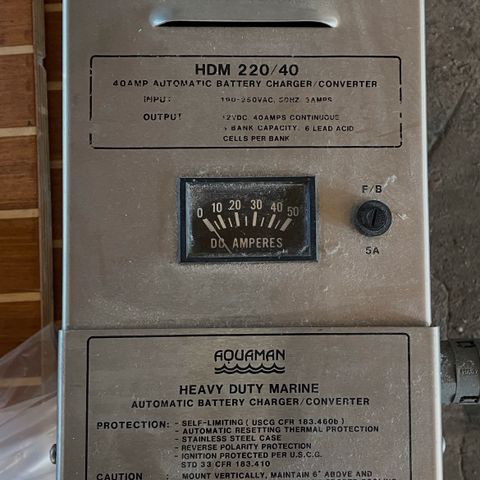 HDM 220/40
40AMP AUTOMATIC BATTERY CHARGER/CONVERTER
INPUT: 190-250VAC, 50HZ, 3AMPS
OUTPUT 12VDC, 40AMPS CONTINUOUS
BANK CAPACITY, 6 LEAD ACID
CELLS PER BANK
F/B
0 10 20 30 40 50
DC AMPERES
5A
AQUAMAN
HEAVY DUTY MARINE
AUTOMATIC BATTERY CHARGER/CONVERTER
PROTECTION: - SELF-LIMITING (USCG CFR 183.460b)
- AUTOMATIC RESETTING THERMAL PROTECTION
- STAINLESS STEEL CASE
- REVERSE POLARITY PROTECTION
- IGNITION PROTECTED PER U.S.C.G.
STD 33 CFR 183.410
CAUTION : - MOUNT VERTICALLY, MAINTAIN 6" ABOVE AND